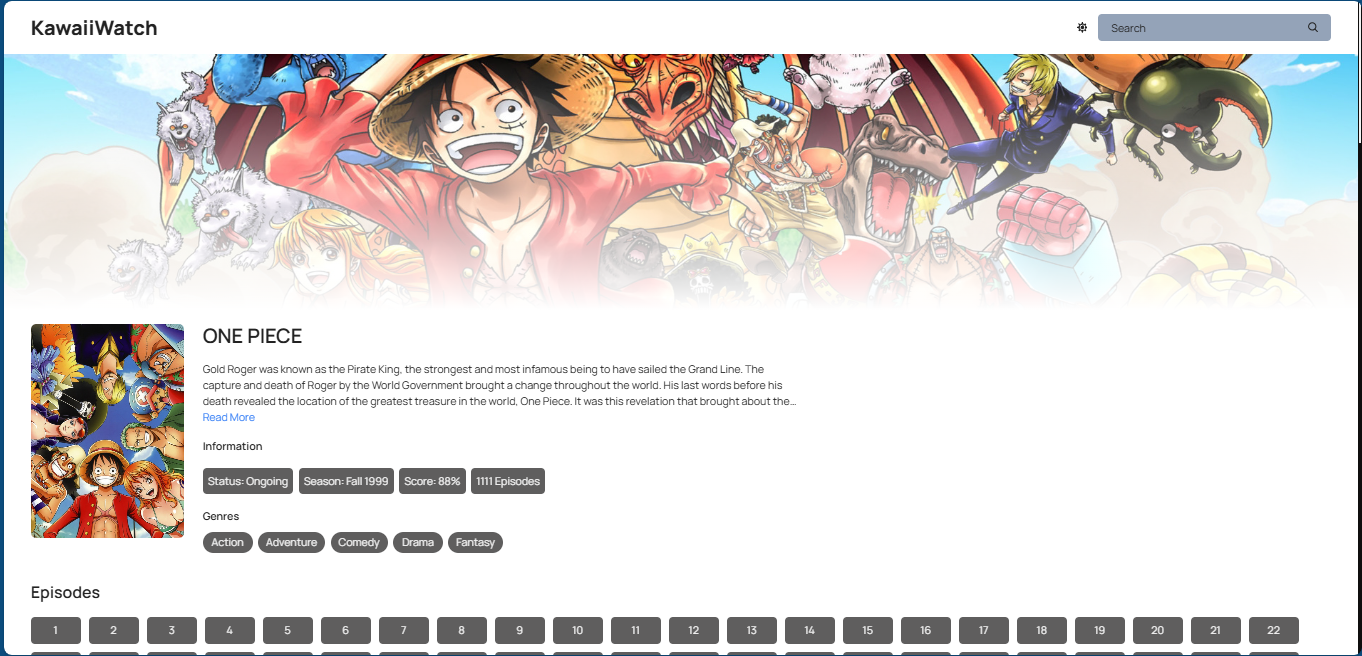 KawaiiWatch
Search
ONE PIECE
Gold Roger was known as the Pirate King, the strongest and most infamous being to have sailed the Grand Line. The
capture and death of Roger by the World Government brought a change throughout the world. His last words before his
death revealed the location of the greatest treasure in the world, One Piece. It was this revelation that brought about the...
Read More
Information
Status: Ongoing Season: Fall 1999 Score: 88% 1111 Episodes
Genres
Action Adventure Comedy Drama Fantasy
Episodes
1 2 3 4 5 6 7 8 9 10 11 12 13 14 15 16 17 18 19 20 21 22